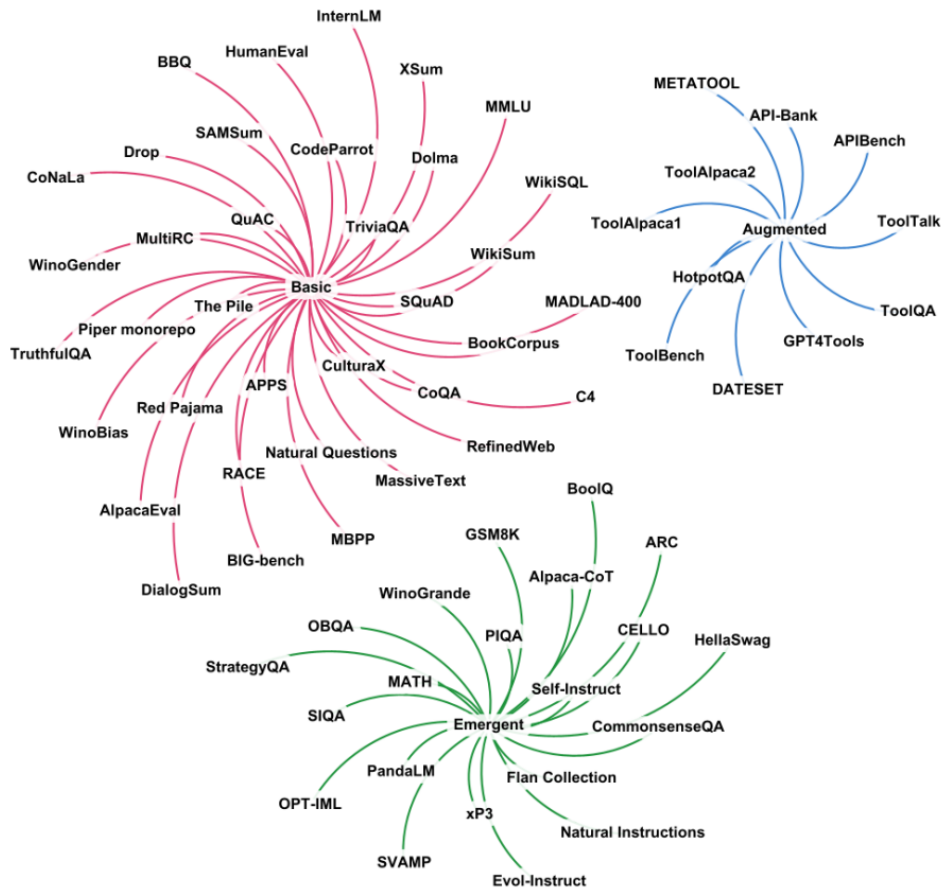 InternLM
HumanEval
BBQ
XSum
MMLU
SAMSum
CodeParrot
Drop
Dolma
CoNaLa
WikiSQL
QuAC
TriviaQA
MultiRC
WinoGender
WikiSum
Basic
The Pile
SQuAD
MADLAD-400
Piper monorepo
TruthfulQA
BookCorpus
CulturaX
APPS
CoQA
C4
Red Pajama
WinoBias
RefinedWeb
Natural Questions
RACE
MassiveText
AlpacaEval
MBPP
BIG-bench
DialogSum
METATOOL
API-Bank
APIBench
ToolAlpaca2
ToolAlpaca1
Augmented
ToolTalk
HotpotQA
ToolQA
GPT4Tools
ToolBench
DATESET
BoolQ
GSM8K
ARC
Alpaca-CoT
WinoGrande
OBQA
PIQA
CELLO
HellaSwag
StrategyQA
MATH
Self-Instruct
SIQA
Emergent
CommonsenseQA
PandaLM
Flan Collection
OPT-IML
xP3
Natural Instructions
SVAMP
Evol-Instruct